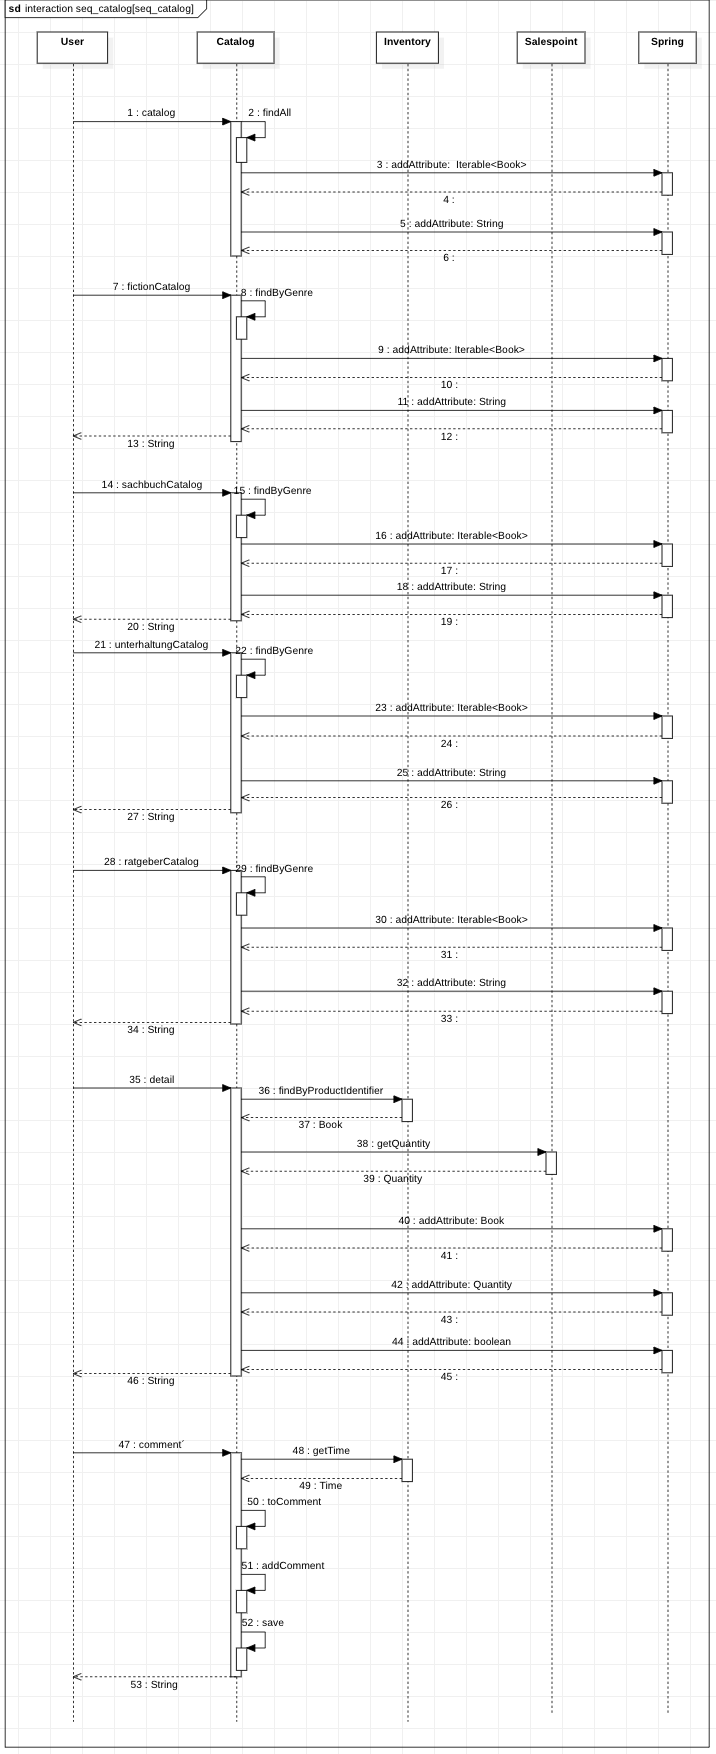 sd interaction seq_catalog[seq_catalog]
User Catalog Inventory Salespoint Spring
1 : catalog
2 : findAll
3 : addAttribute:  Iterable<Book>
4 :
5 : addAttribute: String
6 :
7 : fictionCatalog
8 : findByGenre
9 : addAttribute: Iterable<Book>
10 :
11 : addAttribute: String
12 :
13 : String
14 : sachbuchCatalog
15 : findByGenre
16 : addAttribute: Iterable<Book>
17 :
18 : addAttribute: String
19 :
20 : String
21 : unterhaltungCatalog
22 : findByGenre
23 : addAttribute: Iterable<Book>
24 :
25 : addAttribute: String
26 :
27 : String
28 : ratgeberCatalog
29 : findByGenre
30 : addAttribute: Iterable<Book>
31 :
32 : addAttribute: String
33 :
34 : String
35 : detail
36 : findByProductIdentifier
37 : Book
38 : getQuantity
39 : Quantity
40 : addAttribute: Book
41 :
42 : addAttribute: Quantity
43 :
44 : addAttribute: boolean
45 :
46 : String
47 : comment´
48 : getTime
49 : Time
50 : toComment
51 : addComment
52 : save
53 : String